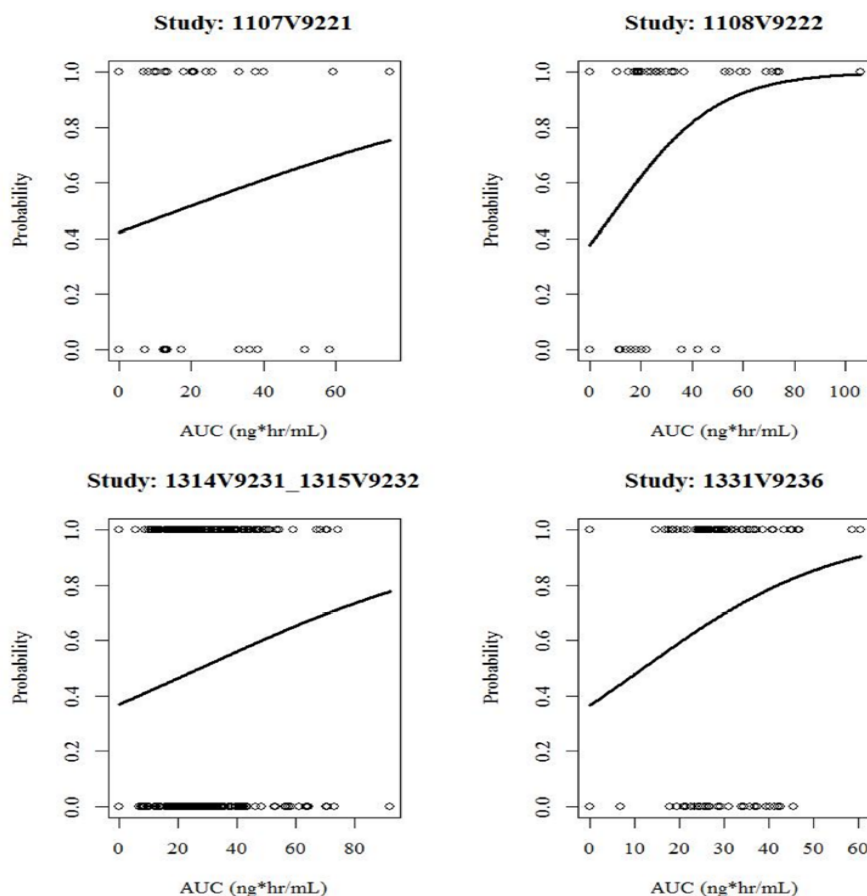 Study: 1107V9221
Probability
1.0
0.8
0.6
0.4
0.2
0.0
0 20 40 60
AUC (ng*hr/mL)
Study: 1108V9222
Probability
1.0
0.8
0.6
0.4
0.2
0.0
0 20 40 60 80 100
AUC (ng*hr/mL)
Study: 1314V9231_1315V9232
Probability
1.0
0.8
0.6
0.4
0.2
0.0
0 20 40 60 80
AUC (ng*hr/mL)
Study: 1331V9236
Probability
1.0
0.8
0.6
0.4
0.2
0.0
0 10 20 30 40 50 60
AUC (ng*hr/mL)